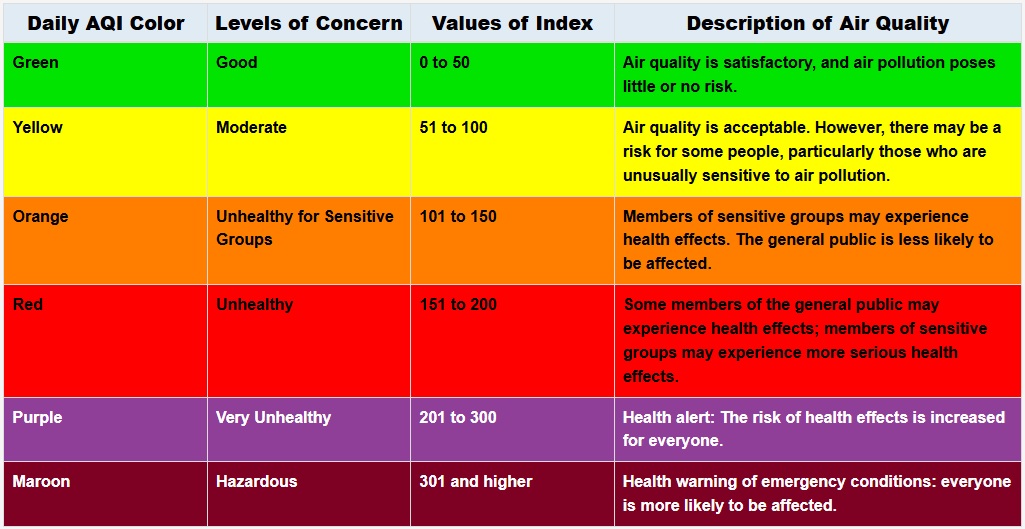 Daily AQI Color Levels of Concern Values of Index Description of Air Quality
Green Good 0 to 50 Air quality is satisfactory, and air pollution poses
little or no risk.
Yellow Moderate 51 to 100 Air quality is acceptable. However, there may be a
risk for some people, particularly those who are
unusually sensitive to air pollution.
Orange Unhealthy for Sensitive 101 to 150 Members of sensitive groups may experience
Groups health effects. The general public is less likely to
be affected.
Red Unhealthy 151 to 200 Some members of the general public may
experience health effects; members of sensitive
groups may experience more serious health
effects.
Purple Very Unhealthy 201 to 300 Health alert: The risk of health effects is increased
for everyone.
Maroon Hazardous 301 and higher Health warning of emergency conditions: everyone
is more likely to be affected.